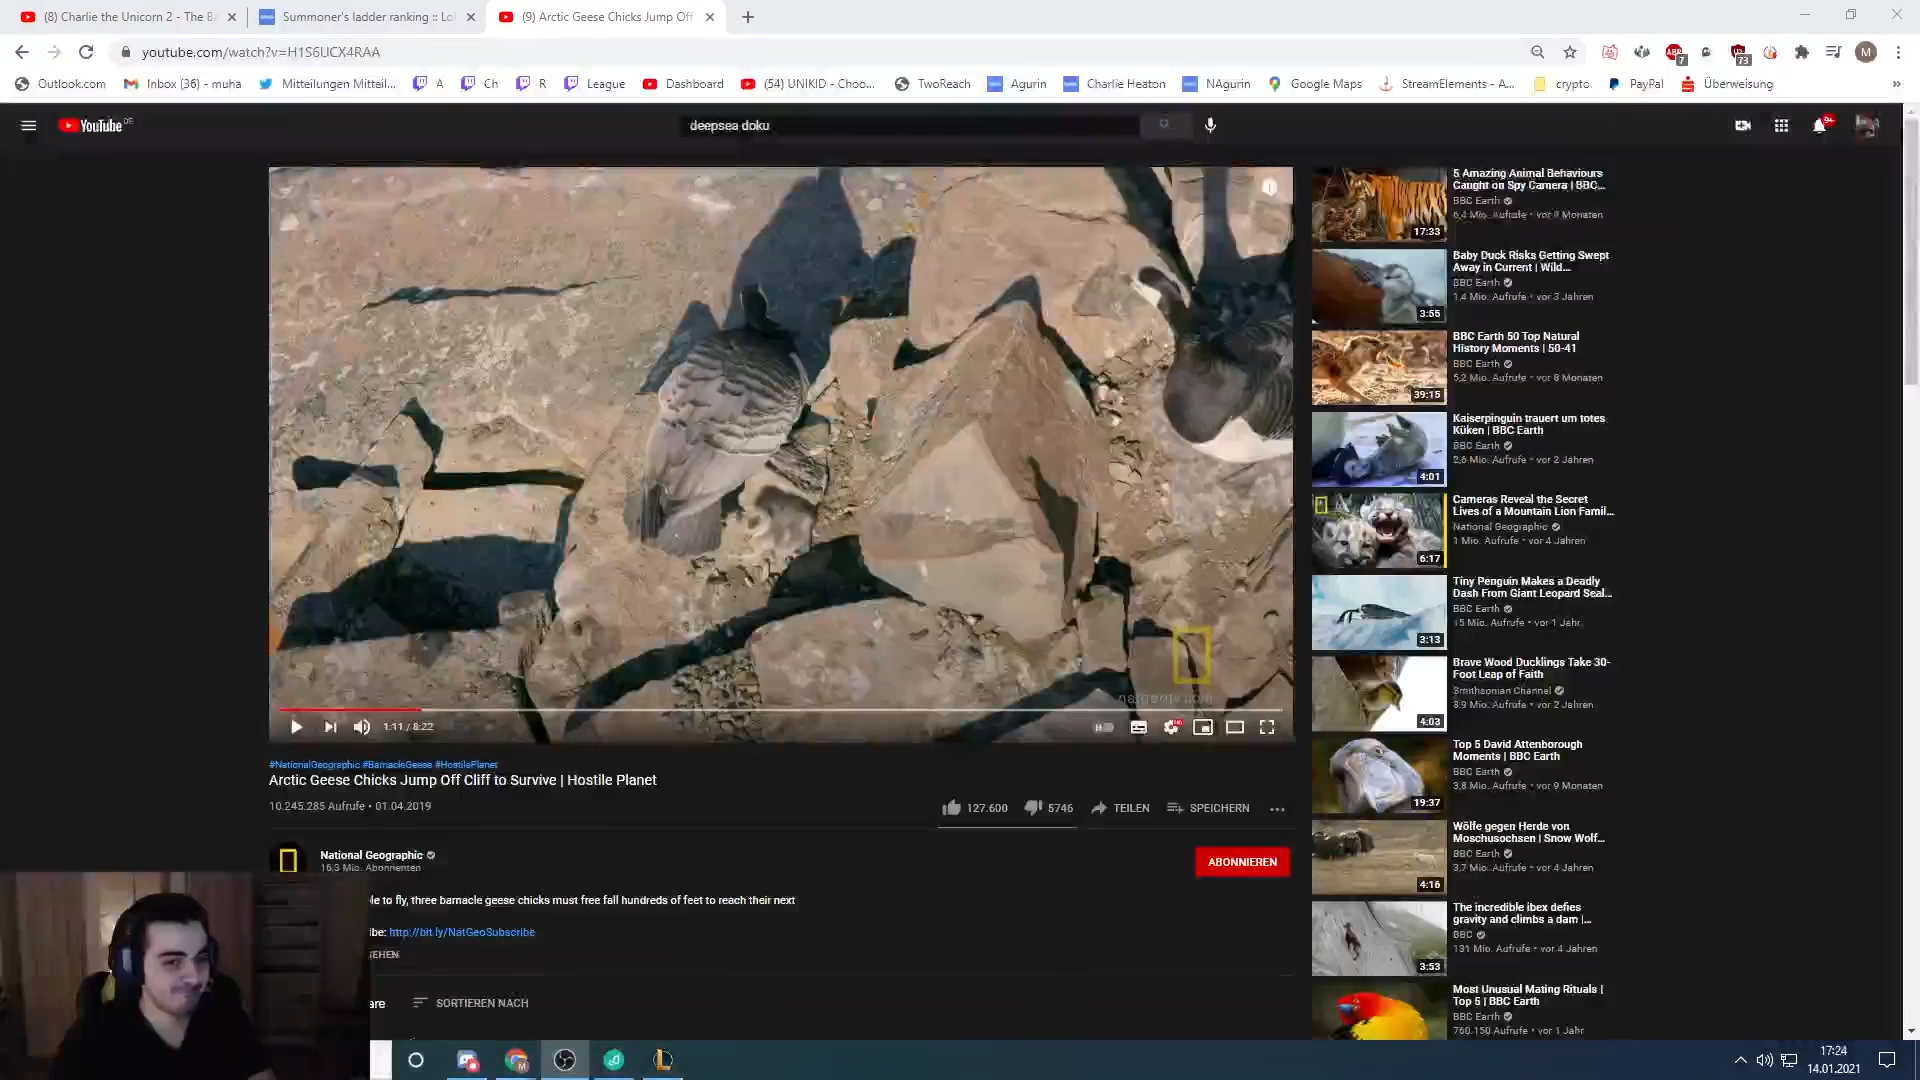 (8) Charlie the Unicorn 2 - The Ba
Summoner's ladder ranking :: Lol
(9) Arctic Geese Chicks Jump Off
youtube.com/watch?v=H1S6UCX4RAA
7
73
M
Outlook.com
Inbox (36) - muha
Mitteilungen Mitteil...
A
Ch
R
League
Dashboard
(54) UNIKID - Choo...
TwoReach
Agurin
Charlie Heaton
NAgurin
Google Maps
StreamElements - A...
crypto
PayPal
Überweisung
YouTube DE
deepsea doku
9+
1:11 / 8:22
#NationalGeographic #BarnacleGeese #HostilePlanet
Arctic Geese Chicks Jump Off Cliff to Survive | Hostile Planet
10.245.285 Aufrufe • 01.04.2019
127.600
5746
TEILEN
SPEICHERN
National Geographic
16,3 Mio. Abonnenten
ABONNIEREN
le to fly, three barnacle geese chicks must free fall hundreds of feet to reach their next
ibe: http://bit.ly/NatGeoSubscribe
EHEN
are
SORTIEREN NACH
5 Amazing Animal Behaviours
Caught on Spy Camera | BBC...
BBC Earth
17:33
Baby Duck Risks Getting Swept
Away in Current | Wild...
BBC Earth
1,4 Mio. Aufrufe • vor 3 Jahren
3:55
BBC Earth 50 Top Natural
History Moments | 50-41
BBC Earth
5,2 Mio. Aufrufe • vor 8 Monaten
39:15
Kaiserpinguin trauert um totes
Küken | BBC Earth
BBC Earth
2,6 Mio. Aufrufe • vor 2 Jahren
4:01
Cameras Reveal the Secret
Lives of a Mountain Lion Famil...
National Geographic
1 Mio. Aufrufe • vor 4 Jahren
6:17
Tiny Penguin Makes a Deadly
Dash From Giant Leopard Seal...
BBC Earth
15 Mio. Aufrufe • vor 1 Jahr
3:13
Brave Wood Ducklings Take 30-
Foot Leap of Faith
Smithsonian Channel
8,9 Mio. Aufrufe • vor 2 Jahren
4:03
Top 5 David Attenborough
Moments | BBC Earth
BBC Earth
3,8 Mio. Aufrufe • vor 9 Monaten
19:37
Wölfe gegen Herde von
Moschusochsen | Snow Wolf...
BBC Earth
3,7 Mio. Aufrufe • vor 4 Jahren
4:16
The incredible ibex defies
gravity and climbs a dam |...
BBC
131 Mio. Aufrufe • vor 4 Jahren
3:53
Most Unusual Mating Rituals |
Top 5 | BBC Earth
BBC Earth
760.150 Aufrufe • vor 1 Jahr
17:24
14.01.2021